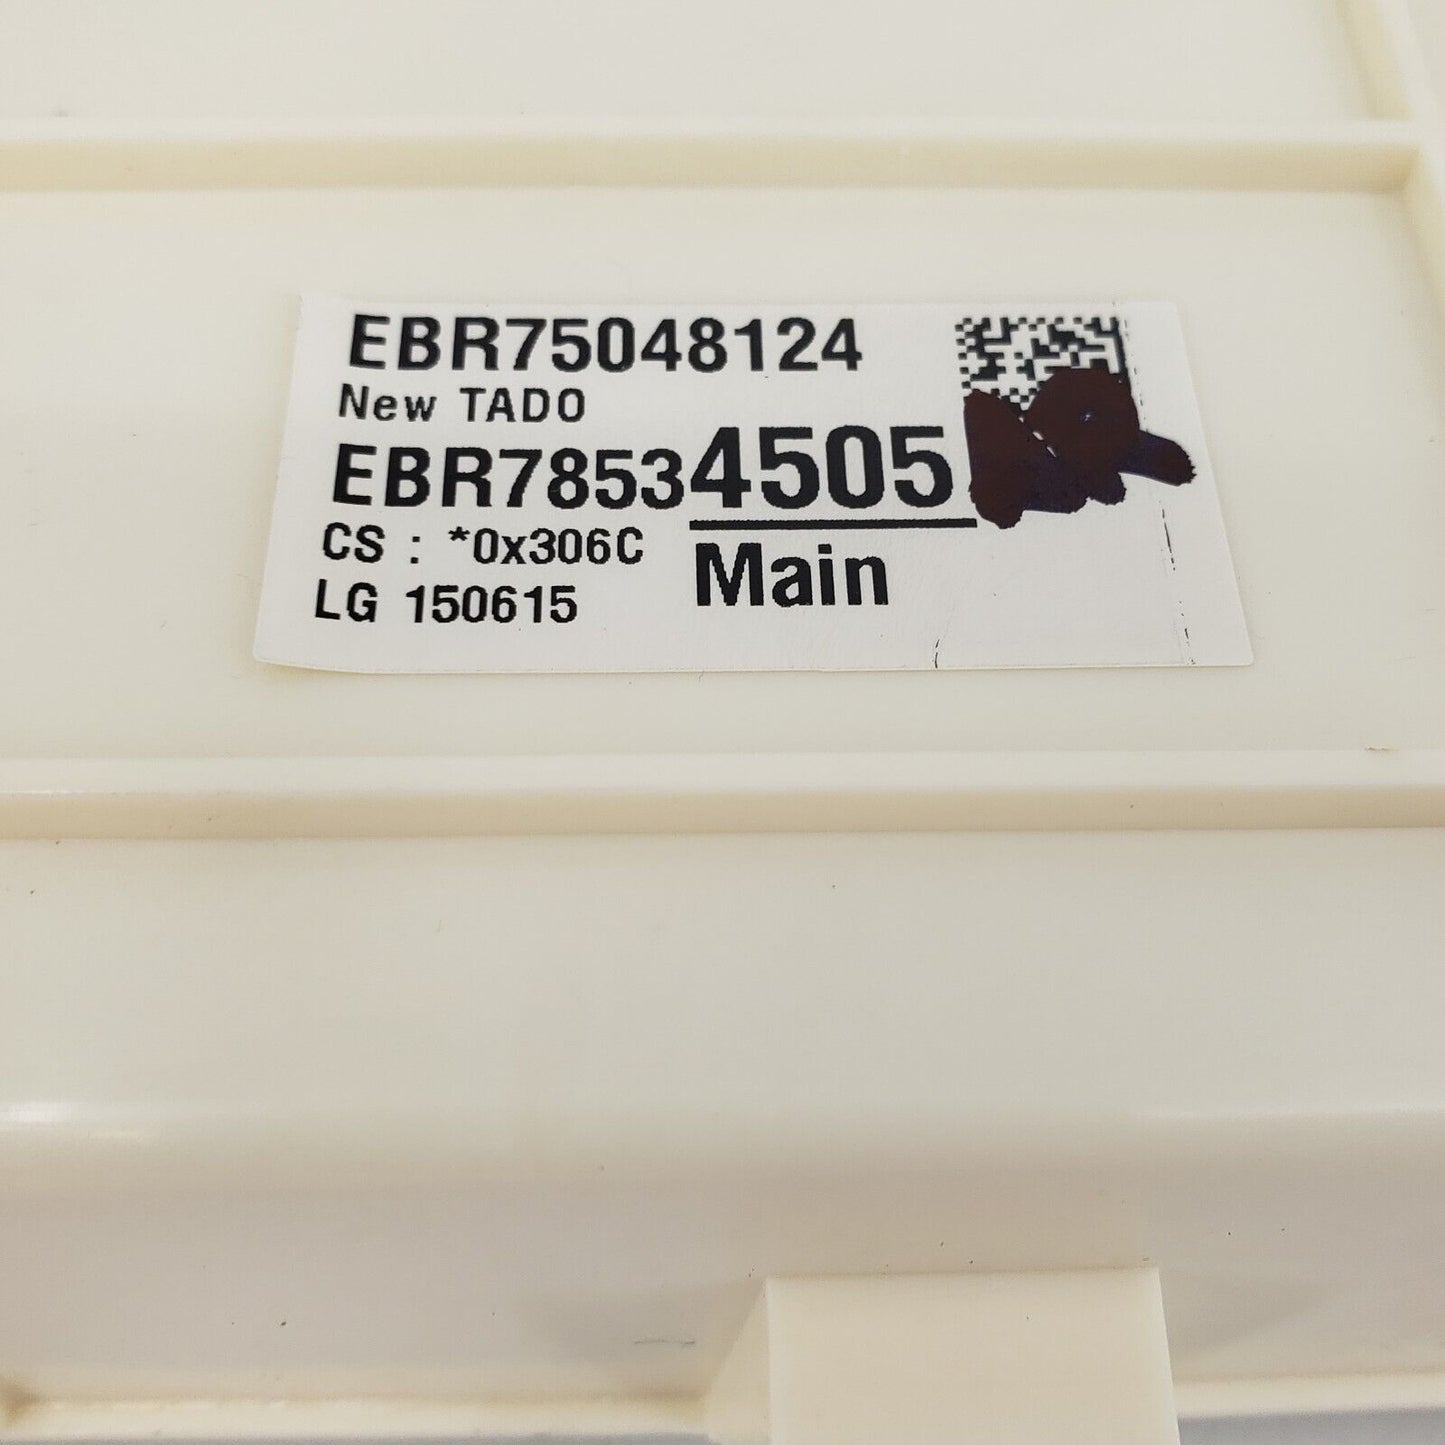 EBR75048124
New TADO
EBR78534505
CS : *0x306C
Main
LG 150615